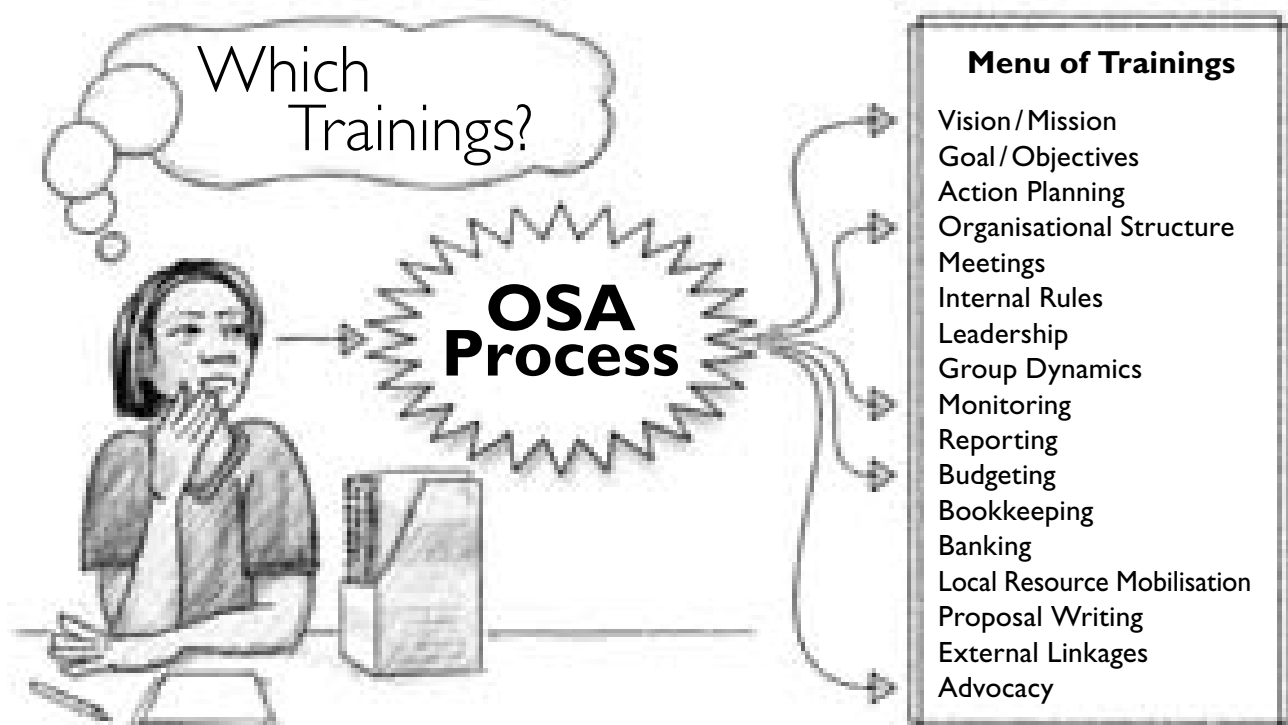 Which
Trainings?
OSA
Process
Menu of Trainings
Vision / Mission
Goal / Objectives
Action Planning
Organisational Structure
Meetings
Internal Rules
Leadership
Group Dynamics
Monitoring
Reporting
Budgeting
Bookkeeping
Banking
Local Resource Mobilisation
Proposal Writing
External Linkages
Advocacy